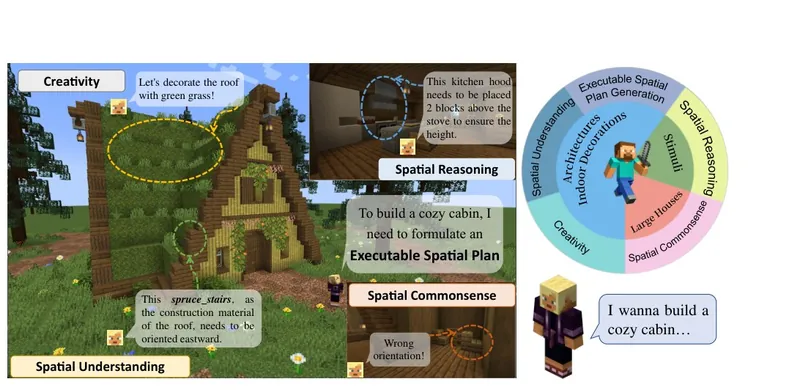 Creativity
Let's decorate the roof
with green grass!
This kitchen hood
needs to be placed
2 blocks above the
stove to ensure the
height.
Spatial Reasoning
To build a cozy cabin, I
need to formulate an
Executable Spatial Plan
Spatial Commonsense
This spruce_stairs, as
the construction material
of the roof, needs to be
oriented eastward.
Wrong
orientation!
Spatial Understanding
Executable Spatial
Plan Generation
Spatial Understanding
Spatial Reasoning
Architectures
Indoor Decorations
Stimuli
Large Houses
Creativity
Spatial Commonsense
I wanna build a
cozy cabin…